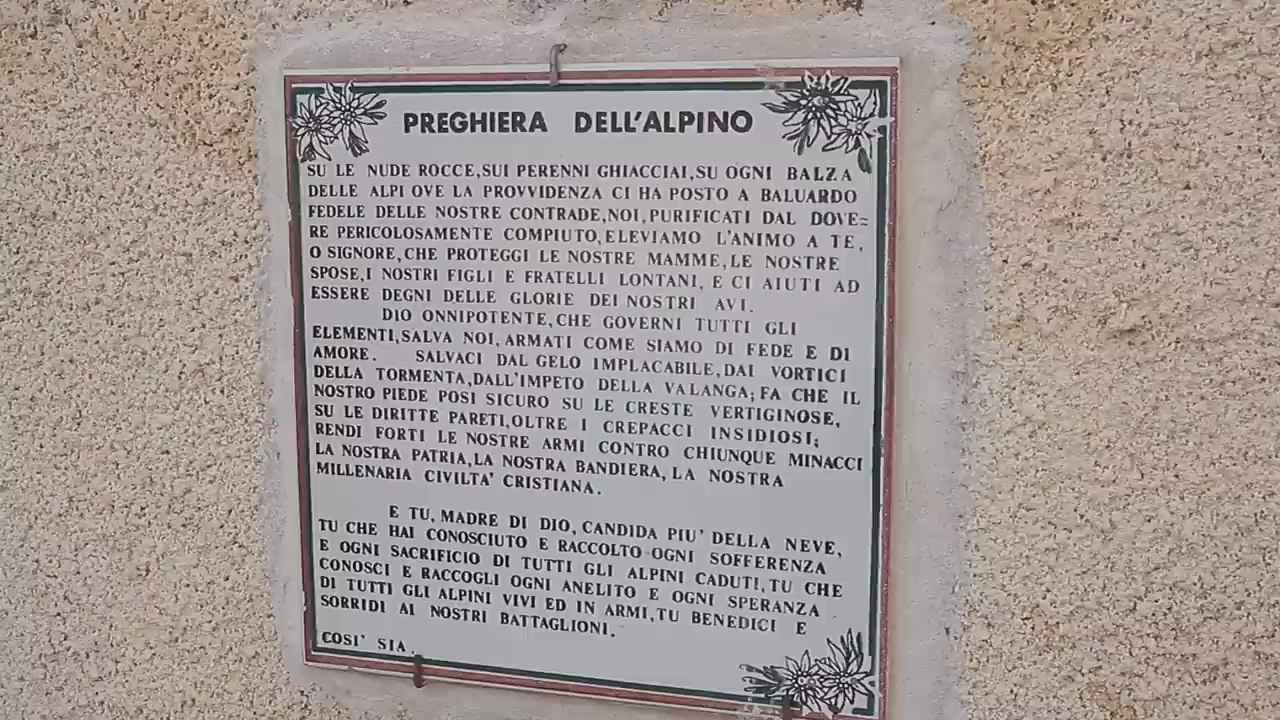 PREGHIERA DELL'ALPINO
SU LE NUDE ROCCE,SUI PERENNI GHIACCIAI,SU OGNI BALZA
DELLE ALPI OVE LA PROVVIDENZA CI HA POSTO A BALUARDO
FEDELE DELLE NOSTRE CONTRADE,NOI,PURIFICATI DAL DOVE=
RE PERICOLOSAMENTE COMPIUTO,ELEVIAMO L'ANIMO A TE,
O SIGNORE,CHE PROTEGGI LE NOSTRE MAMME,LE NOSTRE
SPOSE,I NOSTRI FIGLI E FRATELLI LONTANI, E CI AIUTI AD
ESSERE DEGNI DELLE GLORIE DEI NOSTRI AVI.
DIO ONNIPOTENTE,CHE GOVERNI TUTTI GLI
ELEMENTI,SALVA NOI,ARMATI COME SIAMO DI FEDE E DI
AMORE. SALVACI DAL GELO IMPLACABILE,DAI VORTICI
DELLA TORMENTA,DALL'IMPETO DELLA VALANGA; FA CHE IL
NOSTRO PIEDE POSI SICURO SU LE CRESTE VERTIGINOSE,
SU LE DIRITTE PARETI,OLTRE I CREPACCI INSIDIOSI;
RENDI FORTI LE NOSTRE ARMI CONTRO CHIUNQUE MINACCI
LA NOSTRA PATRIA,LA NOSTRA BANDIERA, LA NOSTRA
MILLENARIA CIVILTA' CRISTIANA.
E TU, MADRE DI DIO, CANDIDA PIU' DELLA NEVE,
TU CHE HAI CONOSCIUTO E RACCOLTO OGNI SOFFERENZA
E OGNI SACRIFICIO DI TUTTI GLI ALPINI CADUTI, TU CHE
CONOSCI E RACCOGLI OGNI ANELITO E OGNI SPERANZA
DI TUTTI GLI ALPINI VIVI ED IN ARMI,TU BENEDICI E
SORRIDI AI NOSTRI BATTAGLIONI.
COSI' SIA.